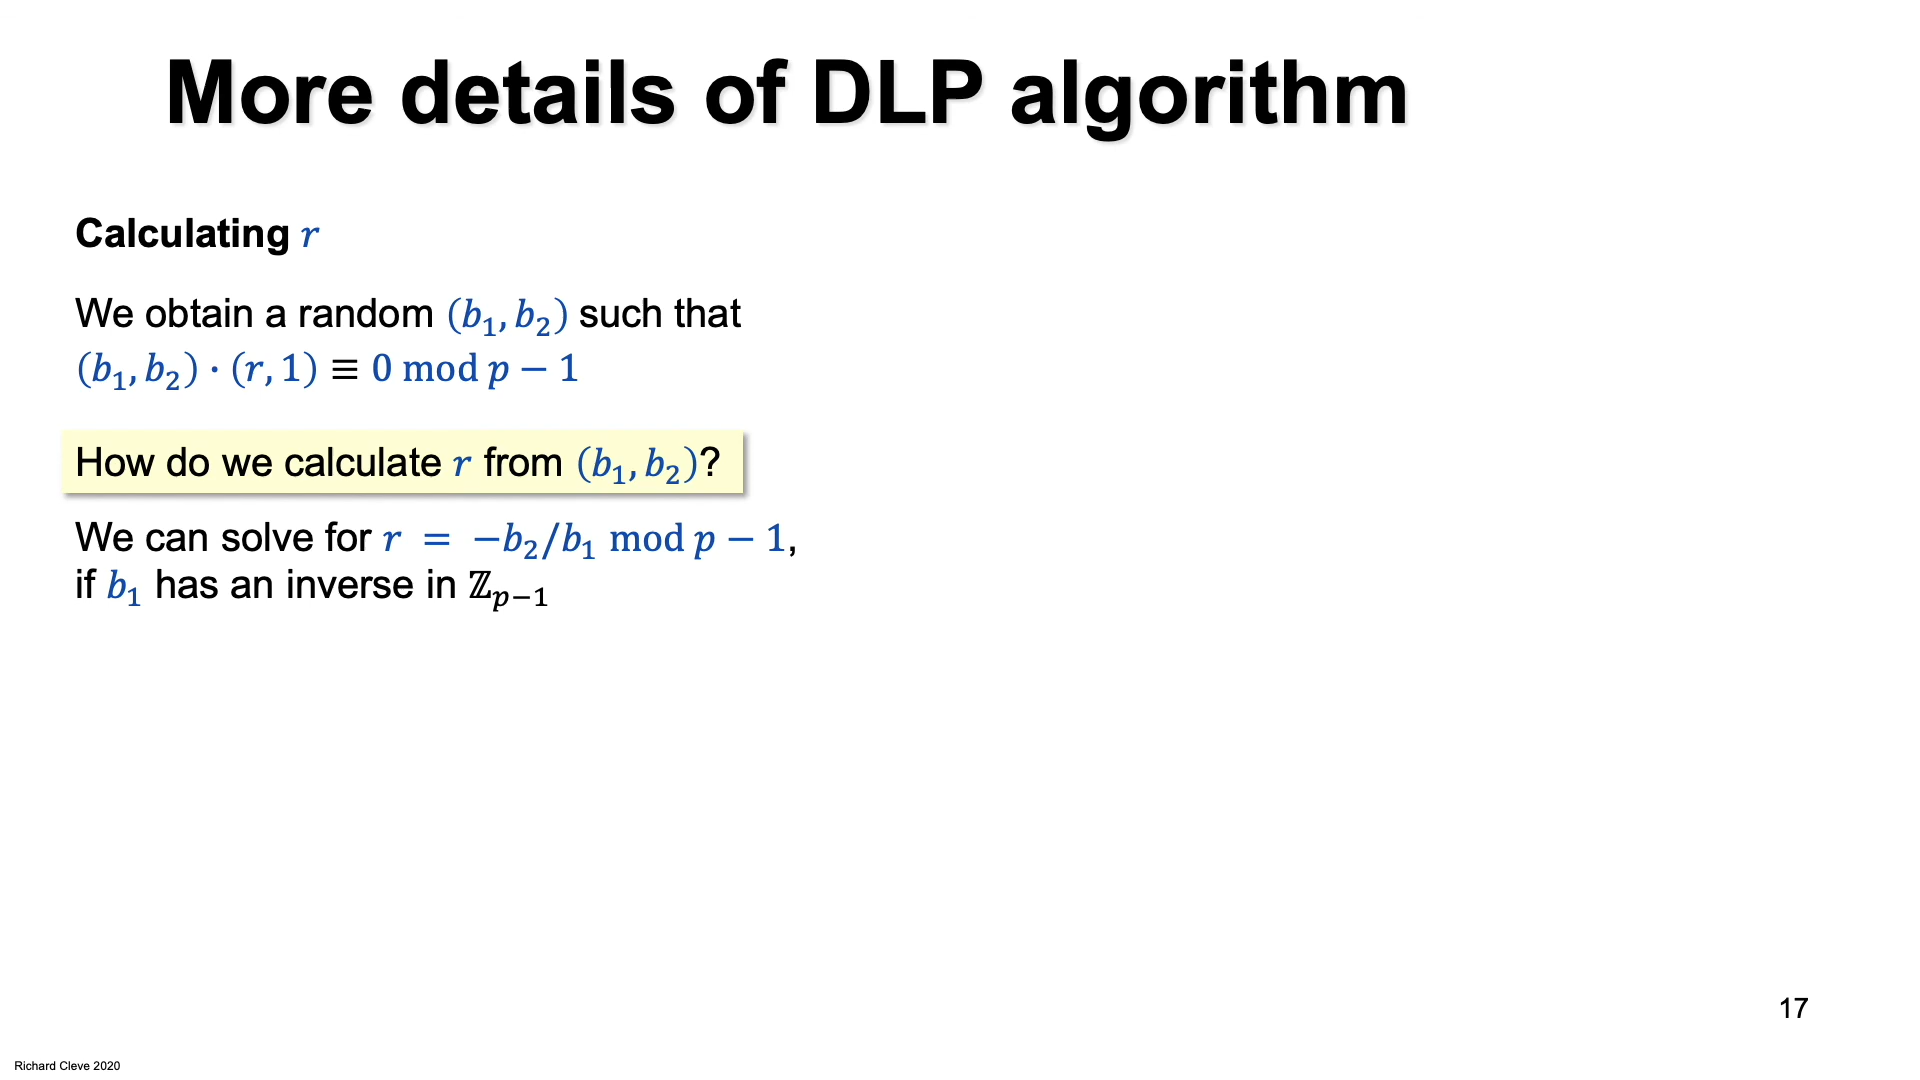 More details of DLP algorithm
Calculating r
We obtain a random (b₁, b₂) such that
(b₁, b₂) · (r, 1) ≡ 0 mod p − 1
How do we calculate r from (b₁, b₂)?
We can solve for r = −b₂/b₁ mod p − 1,
if b₁ has an inverse in ℤₚ₋₁
17
Richard Cleve 2020